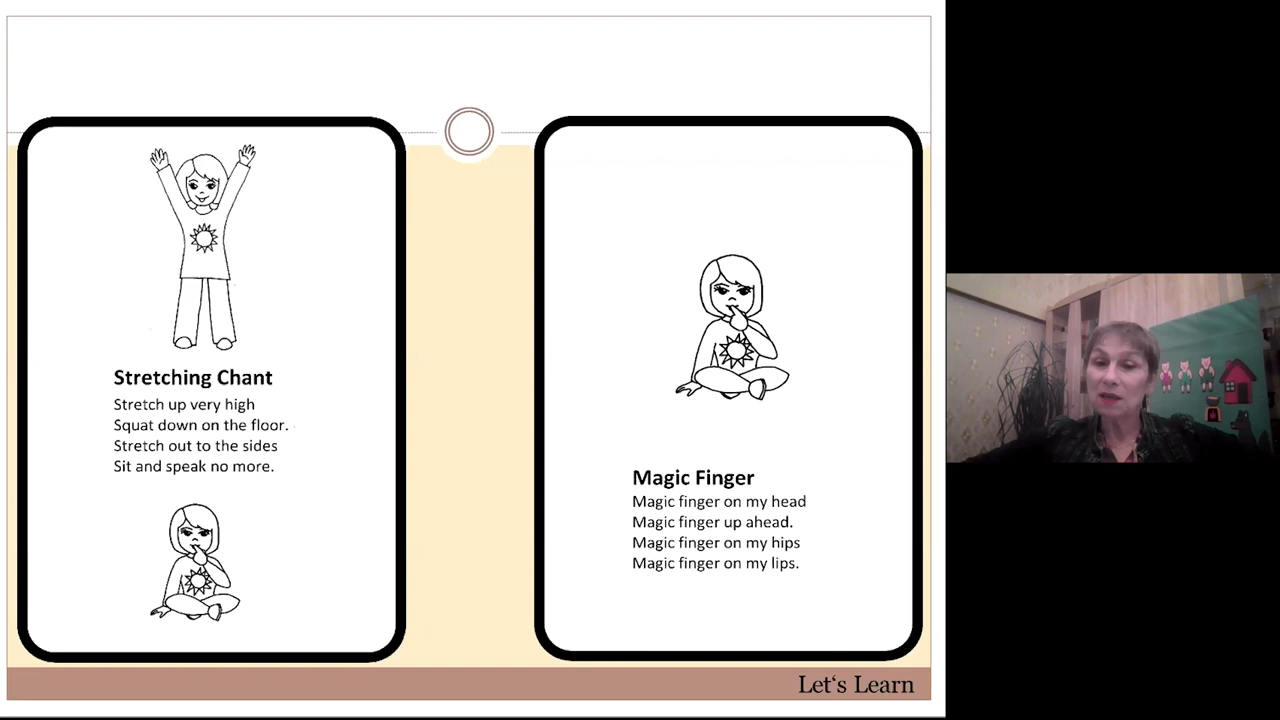 Stretching Chant
Stretch up very high
Squat down on the floor.
Stretch out to the sides
Sit and speak no more.
Magic Finger
Magic finger on my head
Magic finger up ahead.
Magic finger on my hips
Magic finger on my lips.
Let‘s Learn